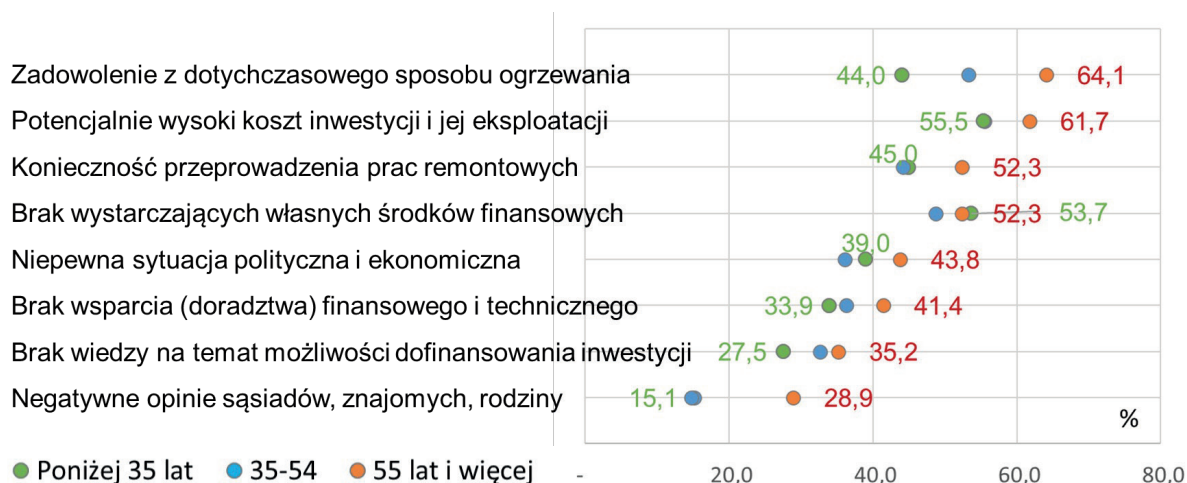 Zadowolenie z dotychczasowego sposobu ogrzewania 44,0 64,1
Potencjalnie wysoki koszt inwestycji i jej eksploatacji 55,5 61,7
Konieczność przeprowadzenia prac remontowych 45,0 52,3
Brak wystarczających własnych środków finansowych 52,3 53,7
Niepewna sytuacja polityczna i ekonomiczna 39,0 43,8
Brak wsparcia (doradztwa) finansowego i technicznego 33,9 41,4
Brak wiedzy na temat możliwości dofinansowania inwestycji 27,5 35,2
Negatywne opinie sąsiadów, znajomych, rodziny 15,1 28,9
%
Poniżej 35 lat 35-54 55 lat i więcej - 20,0 40,0 60,0 80,0